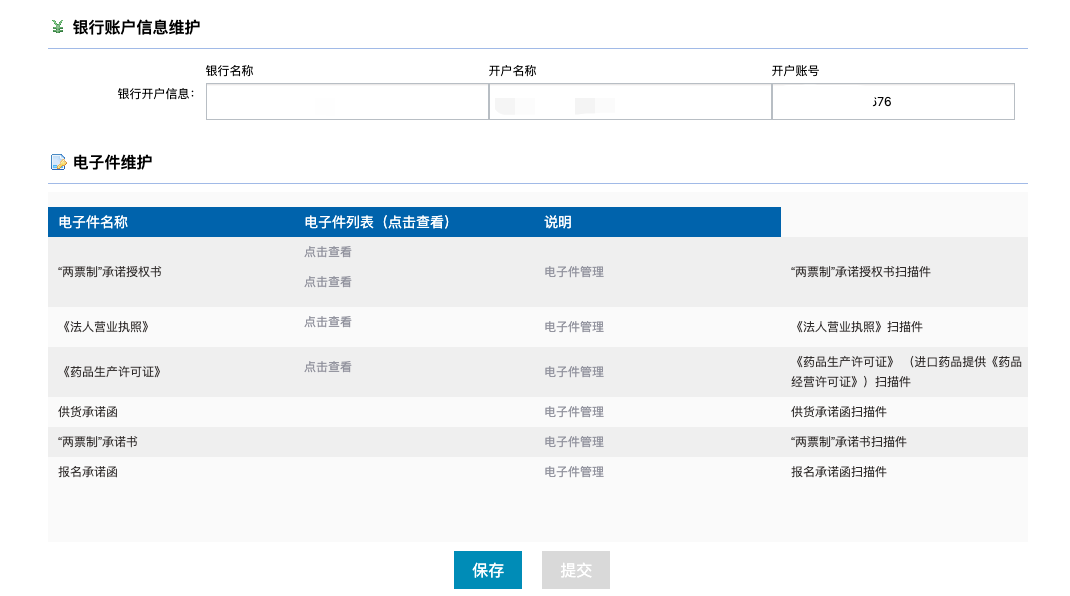 银行账户信息维护
银行名称 开户名称 开户账号
银行开户信息：
576
电子件维护
电子件名称 电子件列表（点击查看） 说明
点击查看
“两票制”承诺授权书 电子件管理 “两票制”承诺授权书扫描件
点击查看
《法人营业执照》 点击查看 电子件管理 《法人营业执照》扫描件
《药品生产许可证》 点击查看 电子件管理 《药品生产许可证》 （进口药品提供《药品
经营许可证》）扫描件
供货承诺函 电子件管理 供货承诺函扫描件
“两票制”承诺书 电子件管理 “两票制”承诺书扫描件
报名承诺函 电子件管理 报名承诺函扫描件
保存 提交